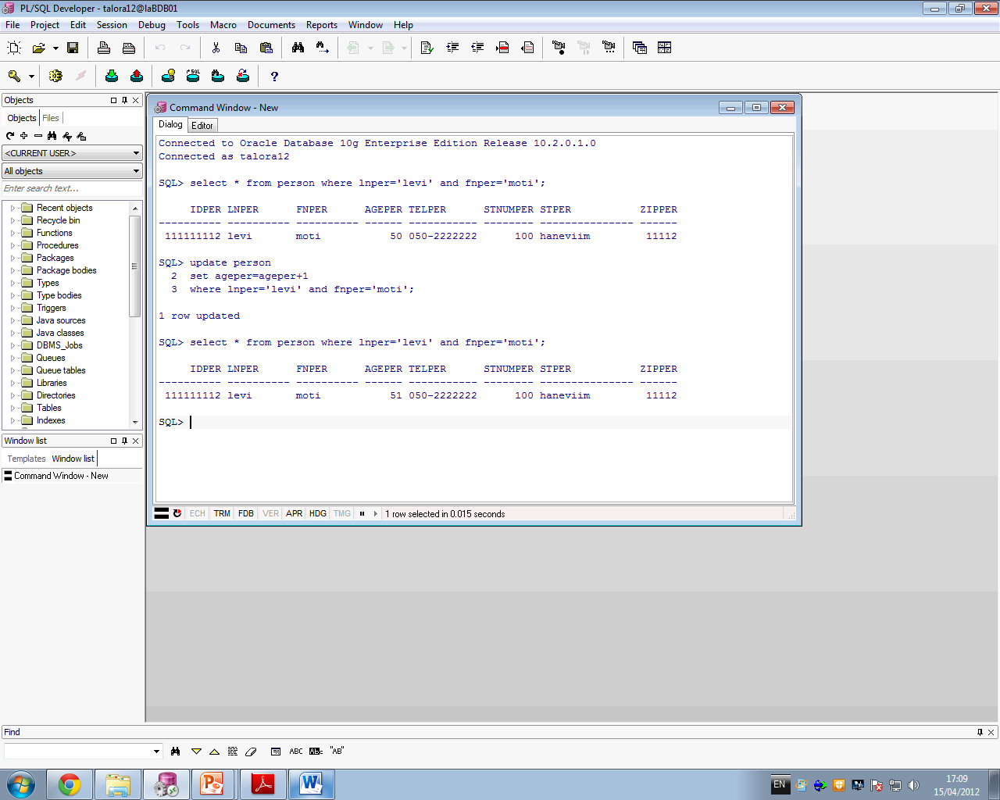 PL/SQL Developer - talora12@laBDB01
File Project Edit Session Debug Tools Macro Documents Reports Window Help
Objects
Objects Files
<CURRENT USER>
All objects
Enter search text...
Recent objects
Recycle bin
Functions
Procedures
Packages
Package bodies
Types
Type bodies
Triggers
Java sources
Java classes
DBMS_Jobs
Queues
Queue tables
Libraries
Directories
Tables
Indexes
Window list
Templates Window list
Command Window - New
Command Window - New
Dialog Editor
Connected to Oracle Database 10g Enterprise Edition Release 10.2.0.1.0
Connected as talora12
SQL> select * from person where lnper='levi' and fnper='moti';
IDPER LNPER FNPER AGEPER TELPER STNUMPER STPER ZIPPER
---------- ---------- ---------- ------ ----------- -------- --------------- ------
111111112 levi moti 50 050-2222222 100 haneviim 11112
SQL> update person
2 set ageper=ageper+1
3 where lnper='levi' and fnper='moti';
1 row updated
SQL> select * from person where lnper='levi' and fnper='moti';
IDPER LNPER FNPER AGEPER TELPER STNUMPER STPER ZIPPER
---------- ---------- ---------- ------ ----------- -------- --------------- ------
111111112 levi moti 51 050-2222222 100 haneviim 11112
SQL>
ECH TRM FDB VER APR HDG TMG 1 row selected in 0.015 seconds
Find
ABC "AB"
EN 17:09
15/04/2012